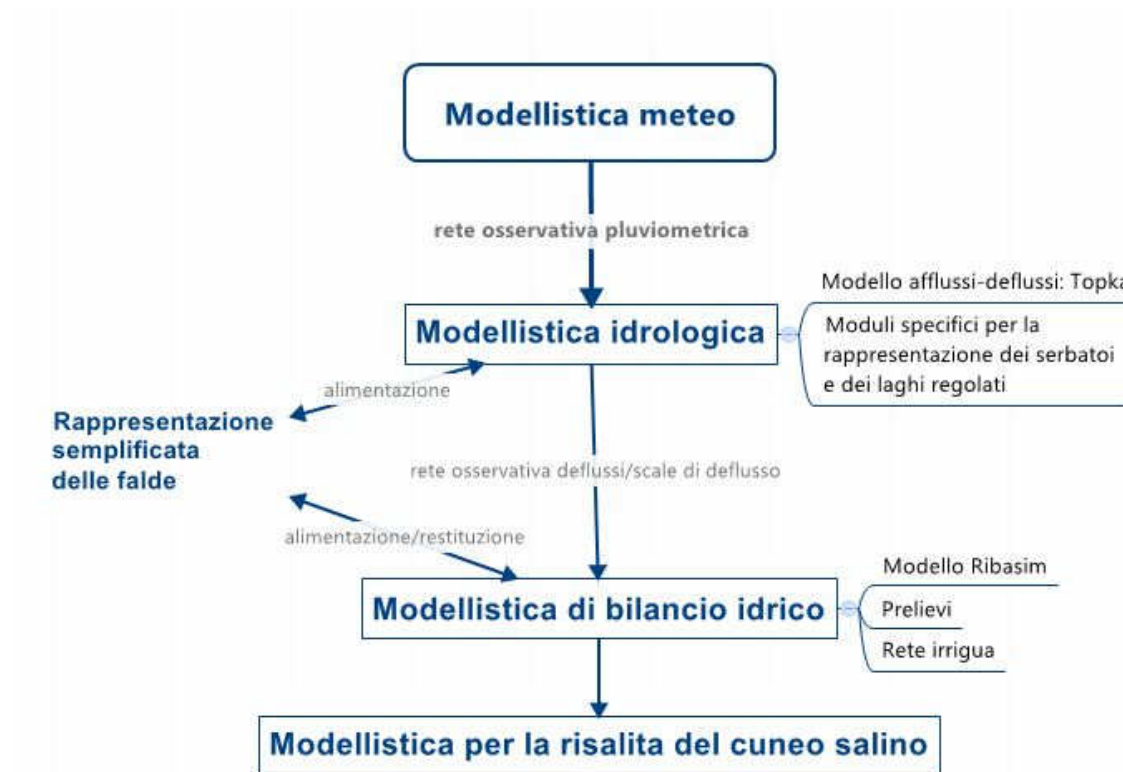 Modellistica meteo
rete osservativa pluviometrica
Modello afflussi-deflussi:
Modellistica idrologica
Moduli specifici per la
rappresentazione dei serbatoi
e dei laghi regolati
alimentazione
Rappresentazione
semplificata
delle falde
rete osservativa deflussi/scale di deflusso
alimentazione/restituzione
Modello Ribasim
Modellistica di bilancio idrico
Prelievi
Rete irrigua
Modellistica per la risalita del cuneo salino